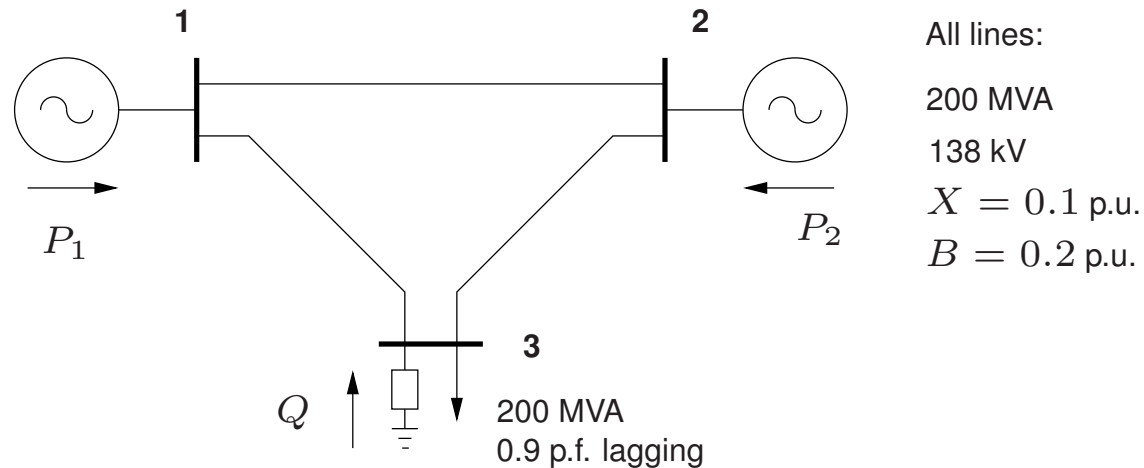 1
2
All lines:
200 MVA
138 kV
X = 0.1 p.u.
B = 0.2 p.u.
P₁
P₂
3
Q
200 MVA
0.9 p.f. lagging